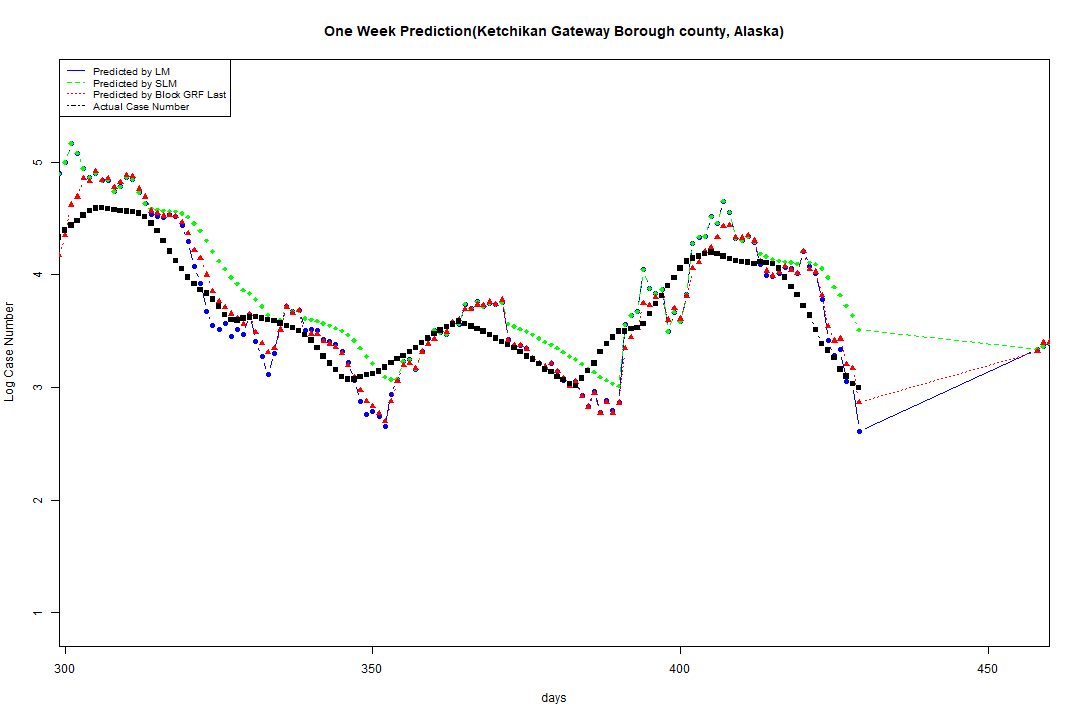 One Week Prediction(Ketchikan Gateway Borough county, Alaska)
Predicted by LM
Predicted by SLM
Predicted by Block GRF Last
Actual Case Number
5
4
3
2
1
Log Case Number
300
350
400
450
days